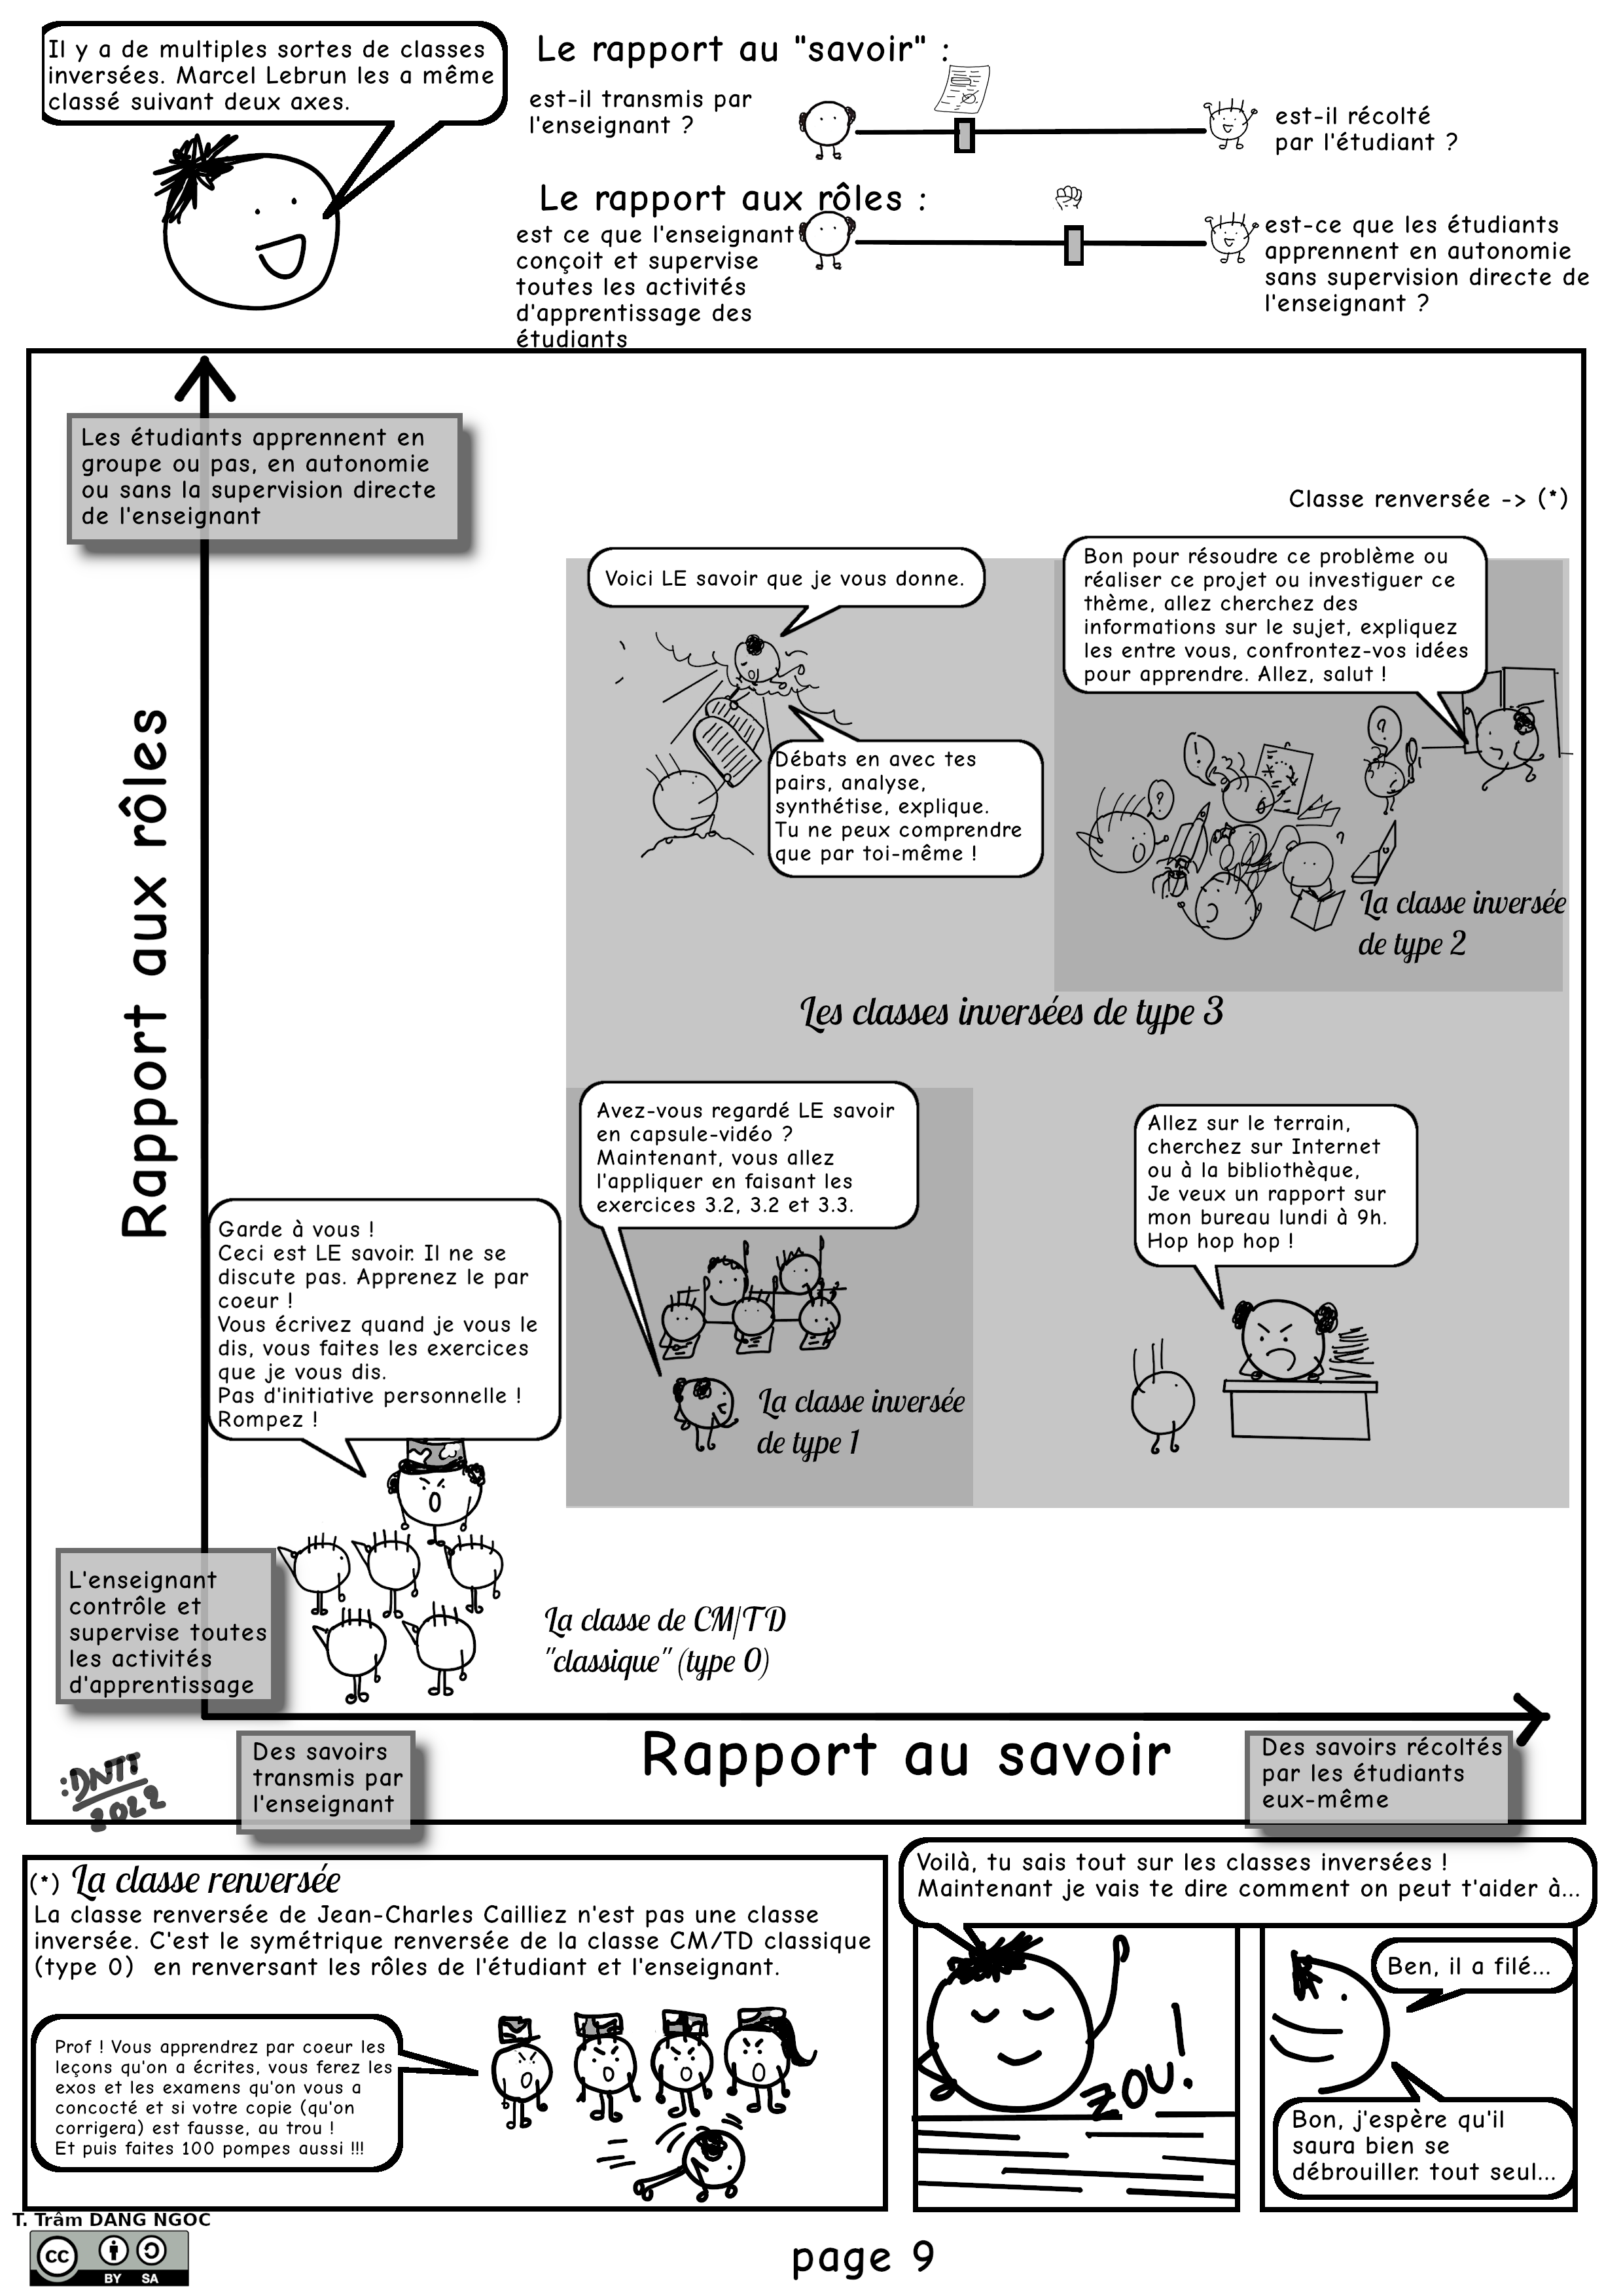 Il y a de multiples sortes de classes
inversées. Marcel Lebrun les a même
classé suivant deux axes.
Le rapport au "savoir" :
est-il transmis par
l'enseignant ?
est-il récolté
par l'étudiant ?
Le rapport aux rôles :
est ce que l'enseignant
conçoit et supervise
toutes les activités
d'apprentissage des
étudiants
est-ce que les étudiants
apprennent en autonomie
sans supervision directe de
l'enseignant ?
Les étudiants apprennent en
groupe ou pas, en autonomie
ou sans la supervision directe
de l'enseignant
Classe renversée -> (*)
Voici LE savoir que je vous donne.
Débats en avec tes
pairs, analyse,
synthétise, explique.
Tu ne peux comprendre
que par toi-même !
Bon pour résoudre ce problème ou
réaliser ce projet ou investiguer ce
thème, allez cherchez des
informations sur le sujet, expliquez
les entre vous, confrontez-vos idées
pour apprendre. Allez, salut !
?
!
?
?
La classe inversée
de type 2
Les classes inversées de type 3
Rapport aux rôles
Avez-vous regardé LE savoir
en capsule-vidéo ?
Maintenant, vous allez
l'appliquer en faisant les
exercices 3.2, 3.2 et 3.3.
La classe inversée
de type 1
Allez sur le terrain,
cherchez sur Internet
ou à la bibliothèque,
Je veux un rapport sur
mon bureau lundi à 9h.
Hop hop hop !
Garde à vous !
Ceci est LE savoir. Il ne se
discute pas. Apprenez le par
coeur !
Vous écrivez quand je vous le
dis, vous faites les exercices
que je vous dis.
Pas d'initiative personnelle !
Rompez !
L'enseignant
contrôle et
supervise toutes
les activités
d'apprentissage
La classe de CM/TD
"classique" (type 0)
Des savoirs
transmis par
l'enseignant
Rapport au savoir
Des savoirs récoltés
par les étudiants
eux-même
:DNTT
2022
(*) La classe renversée
La classe renversée de Jean-Charles Cailliez n'est pas une classe
inversée. C'est le symétrique renversée de la classe CM/TD classique
(type 0) en renversant les rôles de l'étudiant et l'enseignant.
Prof ! Vous apprendrez par coeur les
leçons qu'on a écrites, vous ferez les
exos et les examens qu'on vous a
concocté et si votre copie (qu'on
corrigera) est fausse, au trou !
Et puis faites 100 pompes aussi !!!
Voilà, tu sais tout sur les classes inversées !
Maintenant je vais te dire comment on peut t'aider à...
ZOU!
Ben, il a filé...
Bon, j'espère qu'il
saura bien se
débrouiller. tout seul...
T. Trâm DANG NGOC
cc BY SA
page 9